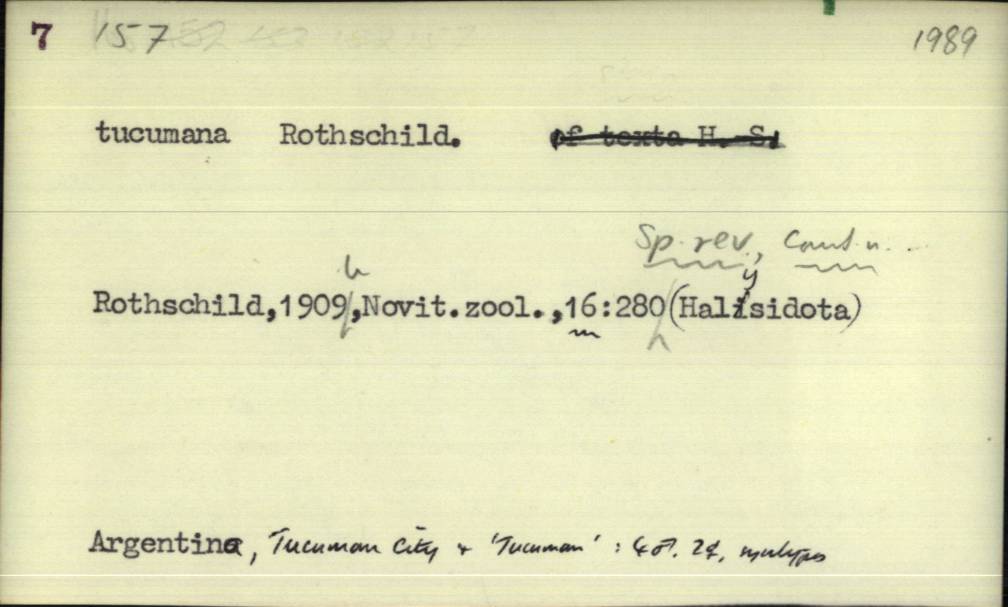 7 157 1989
tucumana Rothschild. of texta H.-S.
Sp. rev., Comb. n.
h y
Rothschild,1909,Novit.zool.,16:280(Halisidota)
m h
Argentina, Tucuman City + 'Tucuman' : 4♂. 2♀, syntypes